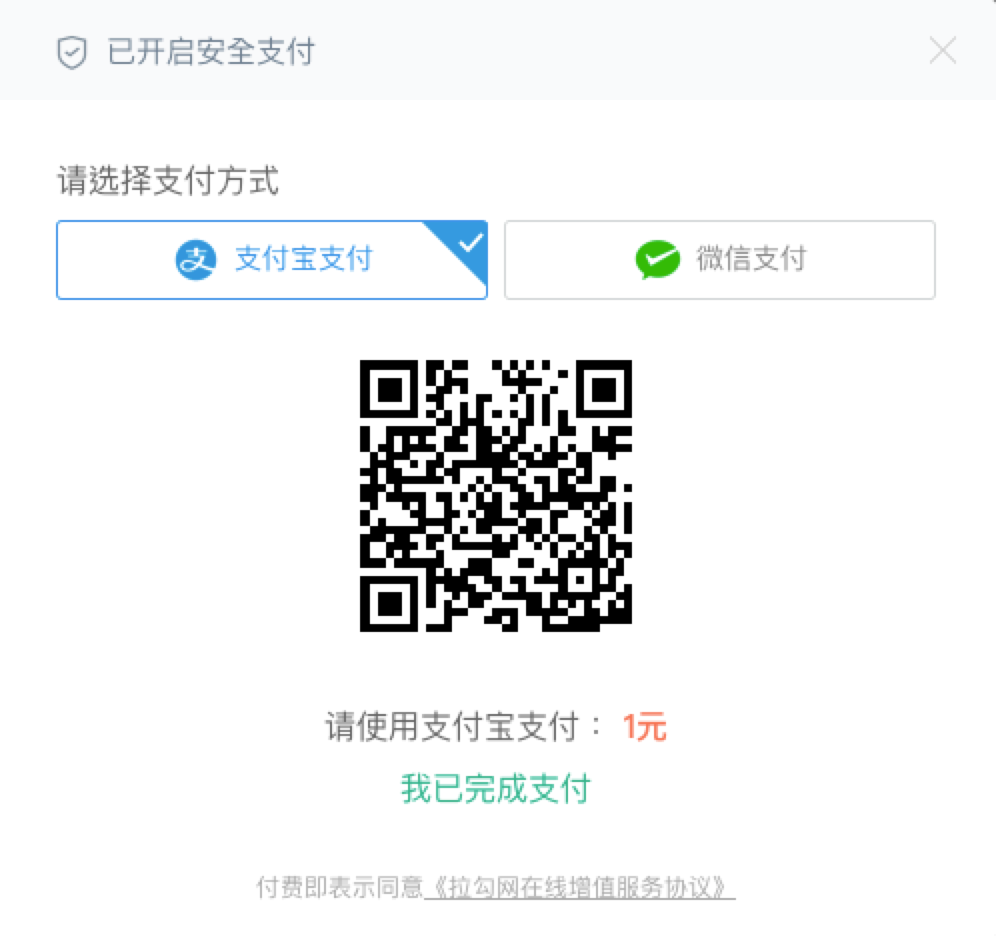 已开启安全支付
请选择支付方式
支付宝支付
微信支付
请使用支付宝支付： 1元
我已完成支付
付费即表示同意《拉勾网在线增值服务协议》